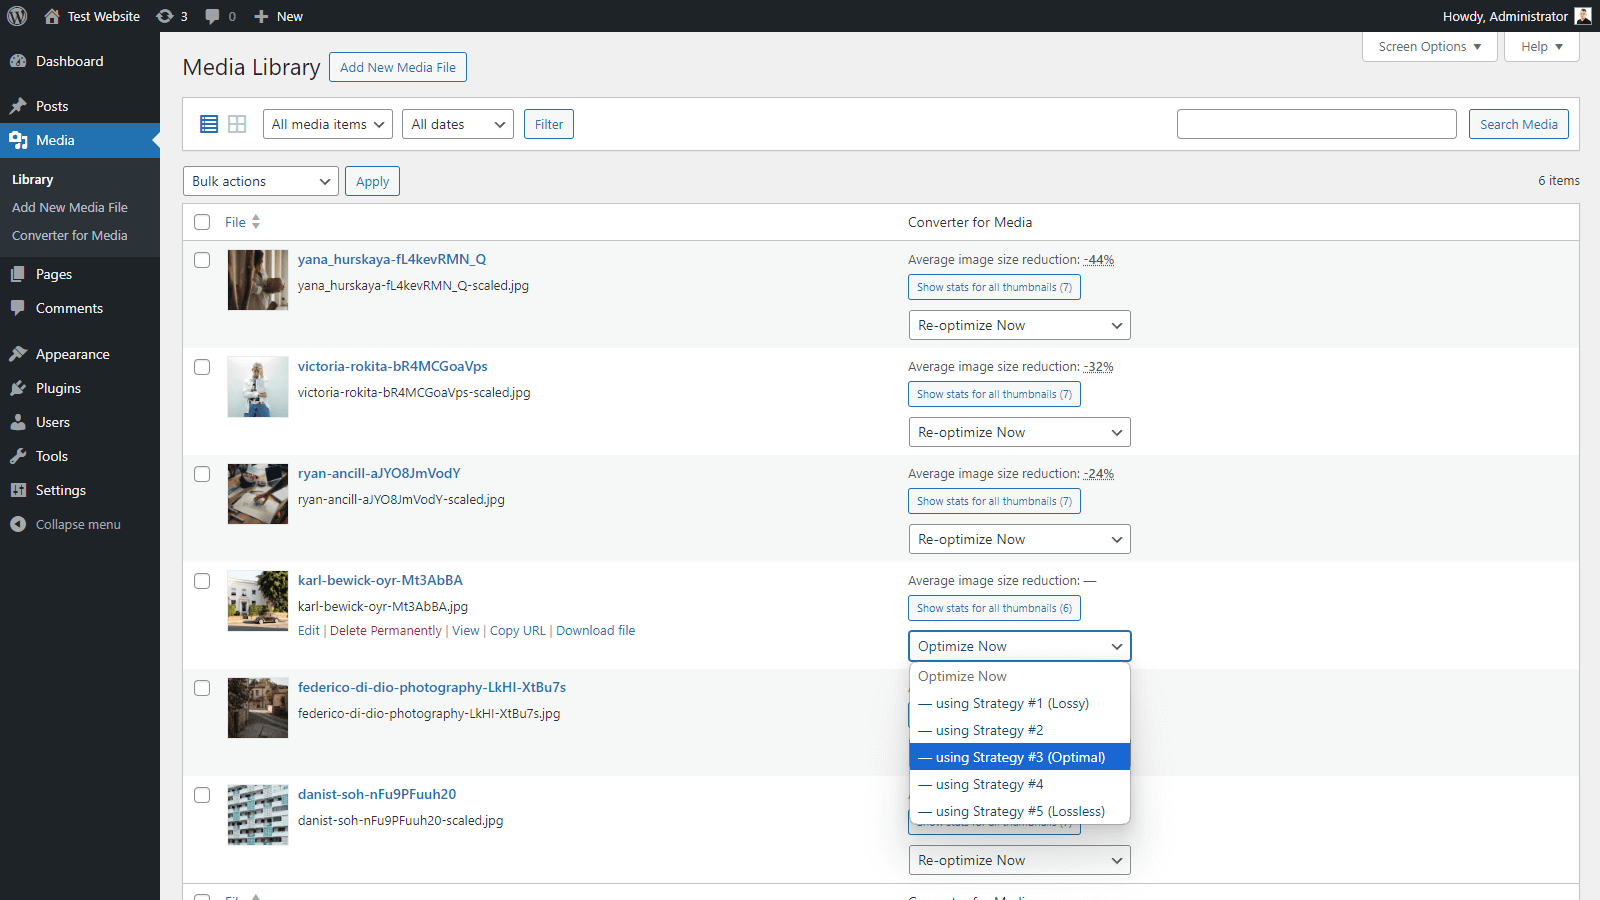 Test Website 3 0 New Howdy, Administrator
Dashboard
Posts
Media
Library
Add New Media File
Converter for Media
Pages
Comments
Appearance
Plugins
Users
Tools
Settings
Collapse menu
Screen Options Help
Media Library Add New Media File
All media items All dates Filter Search Media
Bulk actions Apply 6 items
File Converter for Media
yana_hurskaya-fL4kevRMN_Q
yana_hurskaya-fL4kevRMN_Q-scaled.jpg
Average image size reduction: -44%
Show stats for all thumbnails (7)
Re-optimize Now
victoria-rokita-bR4MCGoaVps
victoria-rokita-bR4MCGoaVps-scaled.jpg
Average image size reduction: -32%
Show stats for all thumbnails (7)
Re-optimize Now
ryan-ancill-aJYO8JmVodY
ryan-ancill-aJYO8JmVodY-scaled.jpg
Average image size reduction: -24%
Show stats for all thumbnails (7)
Re-optimize Now
karl-bewick-oyr-Mt3AbBA
karl-bewick-oyr-Mt3AbBA.jpg
Edit | Delete Permanently | View | Copy URL | Download file
Average image size reduction: —
Show stats for all thumbnails (6)
Optimize Now
Optimize Now
— using Strategy #1 (Lossy)
— using Strategy #2
— using Strategy #3 (Optimal)
— using Strategy #4
— using Strategy #5 (Lossless)
federico-di-dio-photography-LkHI-XtBu7s
federico-di-dio-photography-LkHI-XtBu7s.jpg
danist-soh-nFu9PFuuh20
danist-soh-nFu9PFuuh20-scaled.jpg
Show stats for all thumbnails (7)
Re-optimize Now
File Converter for Media